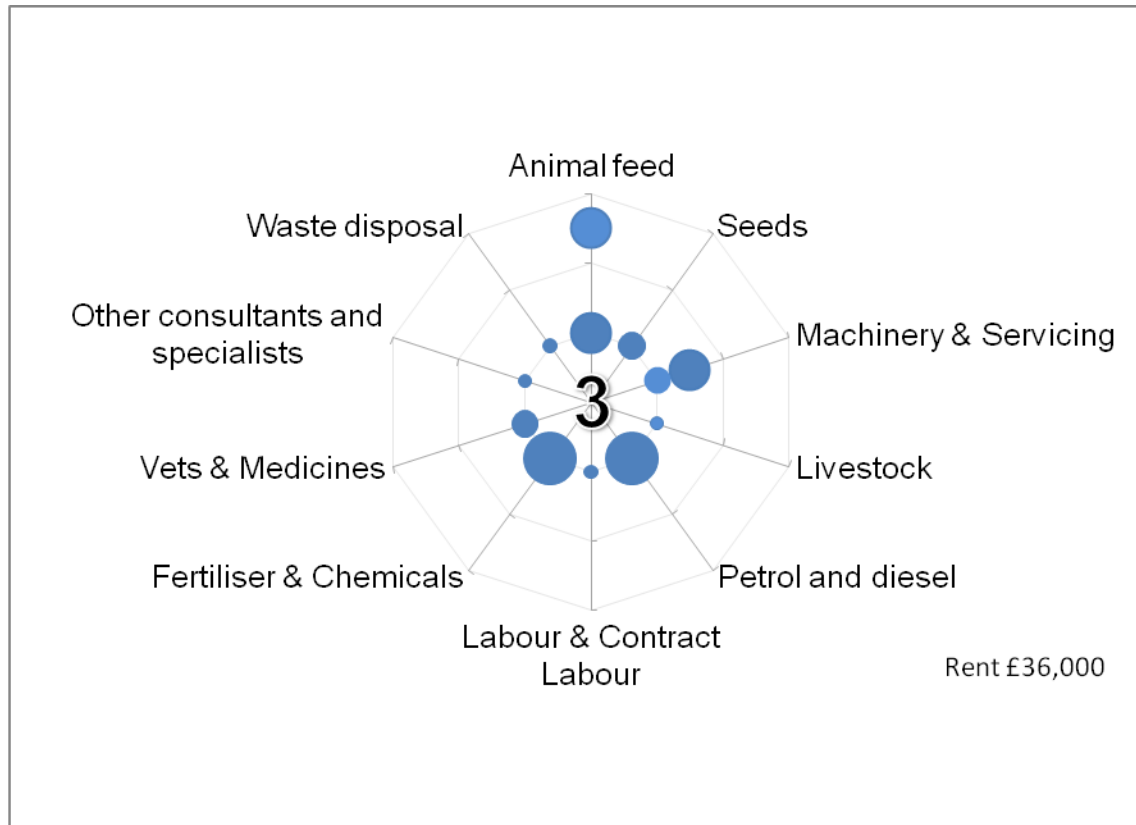 Animal feed
Waste disposal
Seeds
Other consultants and
specialists
Machinery & Servicing
3
Vets & Medicines
Livestock
Fertiliser & Chemicals
Petrol and diesel
Labour & Contract
Labour
Rent £36,000